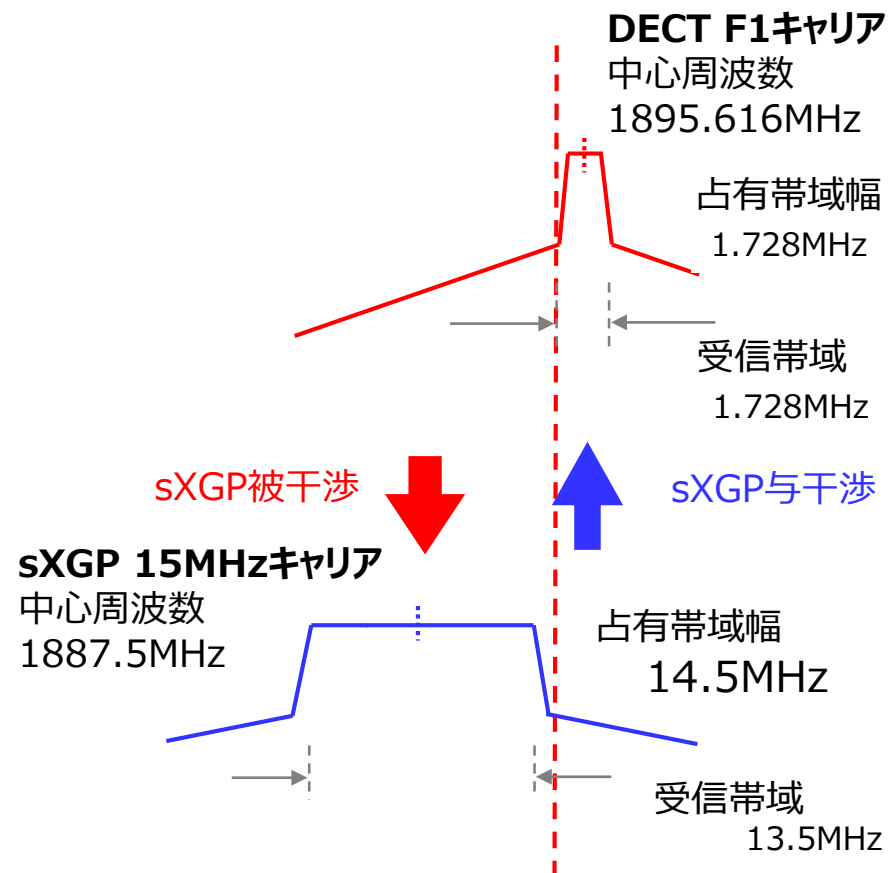 DECT F1キャリア
中心周波数
1895.616MHz
占有帯域幅
1.728MHz
受信帯域
1.728MHz
sXGP被干渉
sXGP与干渉
sXGP 15MHzキャリア
中心周波数
1887.5MHz
占有帯域幅
14.5MHz
受信帯域
13.5MHz